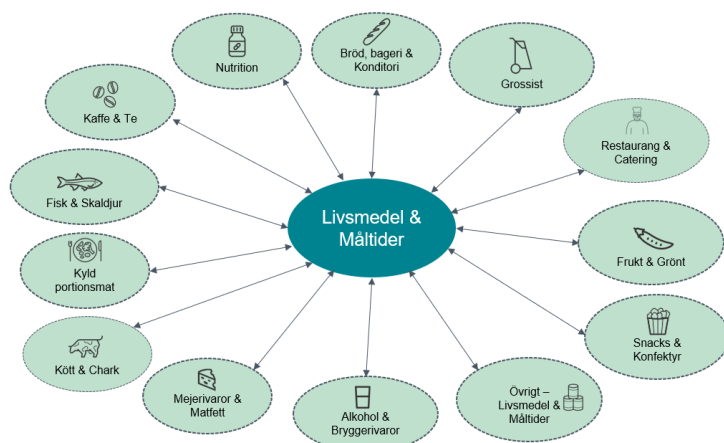 Bröd, bageri &
Konditori
Nutrition
Grossist
Kaffe & Te
Restaurang &
Catering
Fisk & Skaldjur
Livsmedel &
Måltider
Kyld
portionsmat
Frukt & Grönt
Snacks &
Konfektyr
Kött & Chark
Mejerivaror &
Matfett
Alkohol &
Bryggerivaror
Övrigt –
Livsmedel &
Måltider